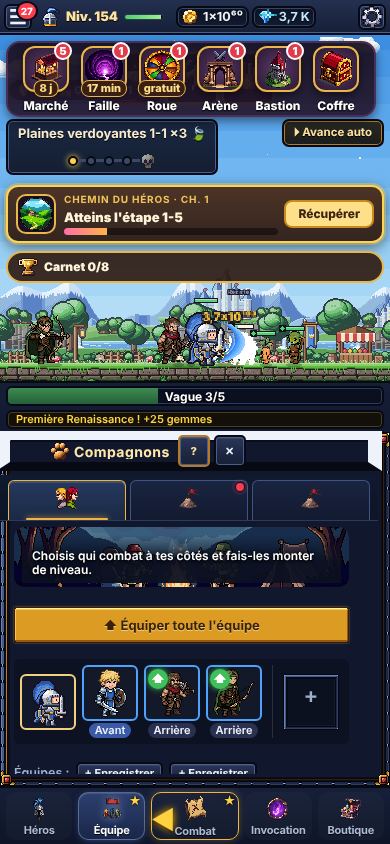 27
Niv. 154
1×10⁶⁰
3,7 K
5
1
1
1
1
8 j
17 min
gratuit
Marché
Faille
Roue
Arène
Bastion
Coffre
Plaines verdoyantes 1-1 ×3
Avance auto
CHEMIN DU HÉROS · CH. 1
Atteins l'étape 1-5
Récupérer
Carnet 0/8
Vague 3/5
Première Renaissance ! +25 gemmes
Compagnons
?
×
Choisis qui combat à tes côtés et fais-les monter
de niveau.
Équiper toute l'équipe
+
Avant
Arrière
Arrière
Équipes :
+ Enregistrer
+ Enregistrer
Héros
Équipe
Combat
Invocation
Boutique